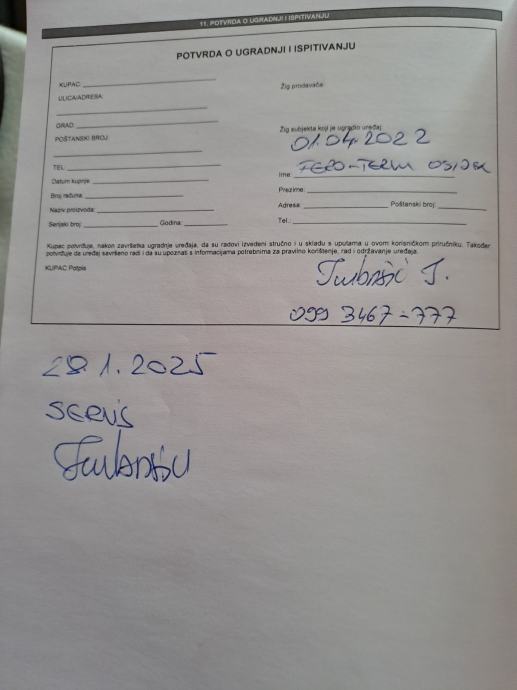 11. POTVRDA O UGRADNJI I ISPITIVANJU
POTVRDA O UGRADNJI I ISPITIVANJU
KUPAC:
ULICA/ADRESA:
GRAD:
POŠTANSKI BROJ:
TEL:
Datum kupnje:
Broj računa:
Naziv proizvoda:
Serijski broj: Godina:
Žig prodavača:
Žig subjekta koji je ugradio uređaj
01.04.2022
FERO-TERM OSIJEK
Ime:
Prezime:
Adresa: Poštanski broj:
Tel.:
Kupac potvrđuje, nakon završetka ugradnje uređaja, da su radovi izvedeni stručno i u skladu s uputama u ovom korisničkom priručniku. Također
potvrđuje da uređaj savršeno radi i da su upoznati s informacijama potrebnima za pravilno korištenje, rad i održavanje uređaja.
KUPAC Potpis
099 3467-777
29.1.2025
SERVIS